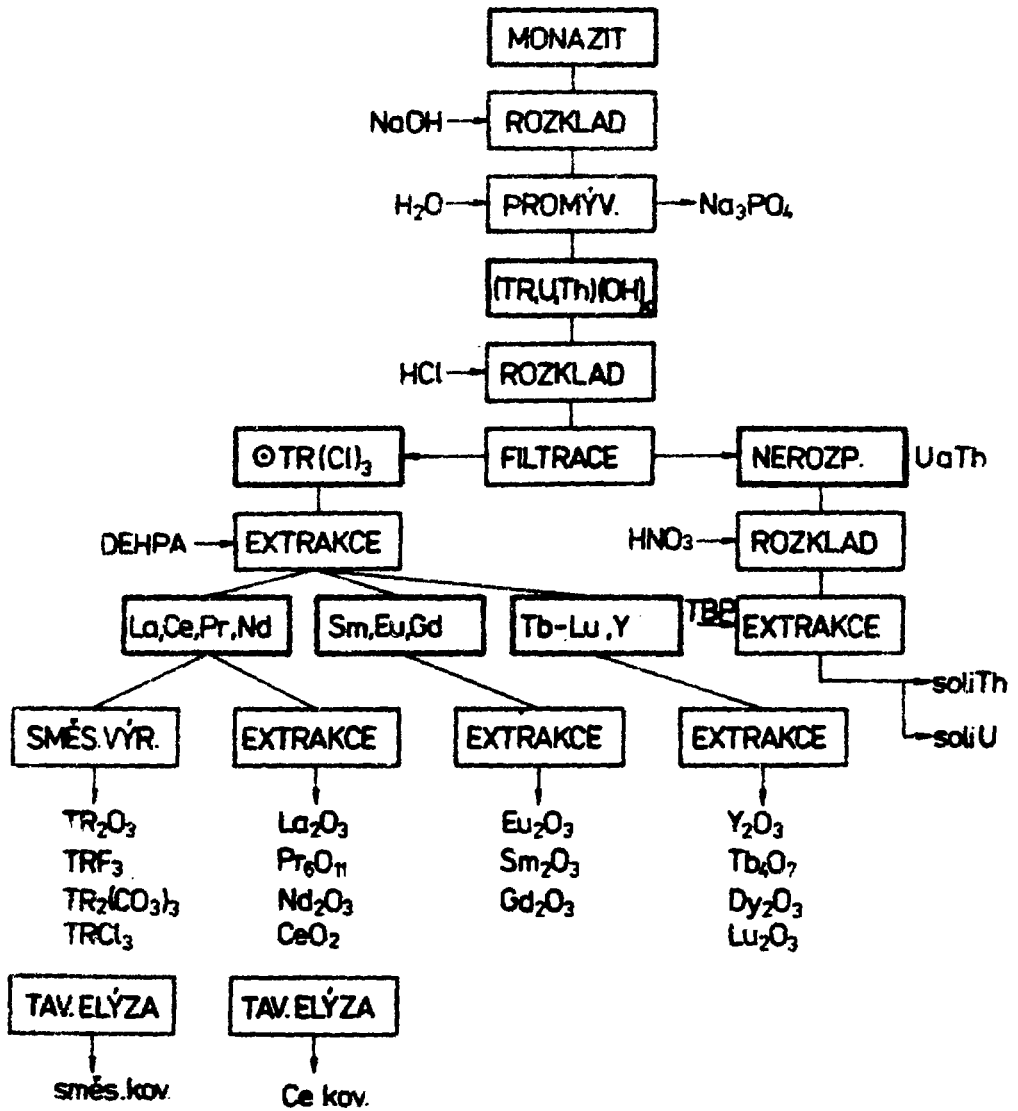 MONAZIT
NaOH
ROZKLAD
H₂O
PROMÝV.
Na₃PO₄
(TR,U,Th)(OH)ₓ
HCl
ROZKLAD
⊙TR(Cl)₃
FILTRACE
NEROZP.
UaTh
DEHPA
EXTRAKCE
HNO₃
ROZKLAD
La,Ce,Pr,Nd
Sm,Eu,Gd
Tb-Lu,Y
TBP
EXTRAKCE
soliTh
soliU
SMĚS.VÝR.
EXTRAKCE
EXTRAKCE
EXTRAKCE
TR₂O₃
La₂O₃
Eu₂O₃
Y₂O₃
TRF₃
Pr₆O₁₁
Sm₂O₃
Tb₄O₇
TR₂(CO₃)₃
Nd₂O₃
Gd₂O₃
Dy₂O₃
TRCl₃
CeO₂
Lu₂O₃
TAV. ELÝZA
TAV. ELÝZA
směs.kov.
Ce kov.